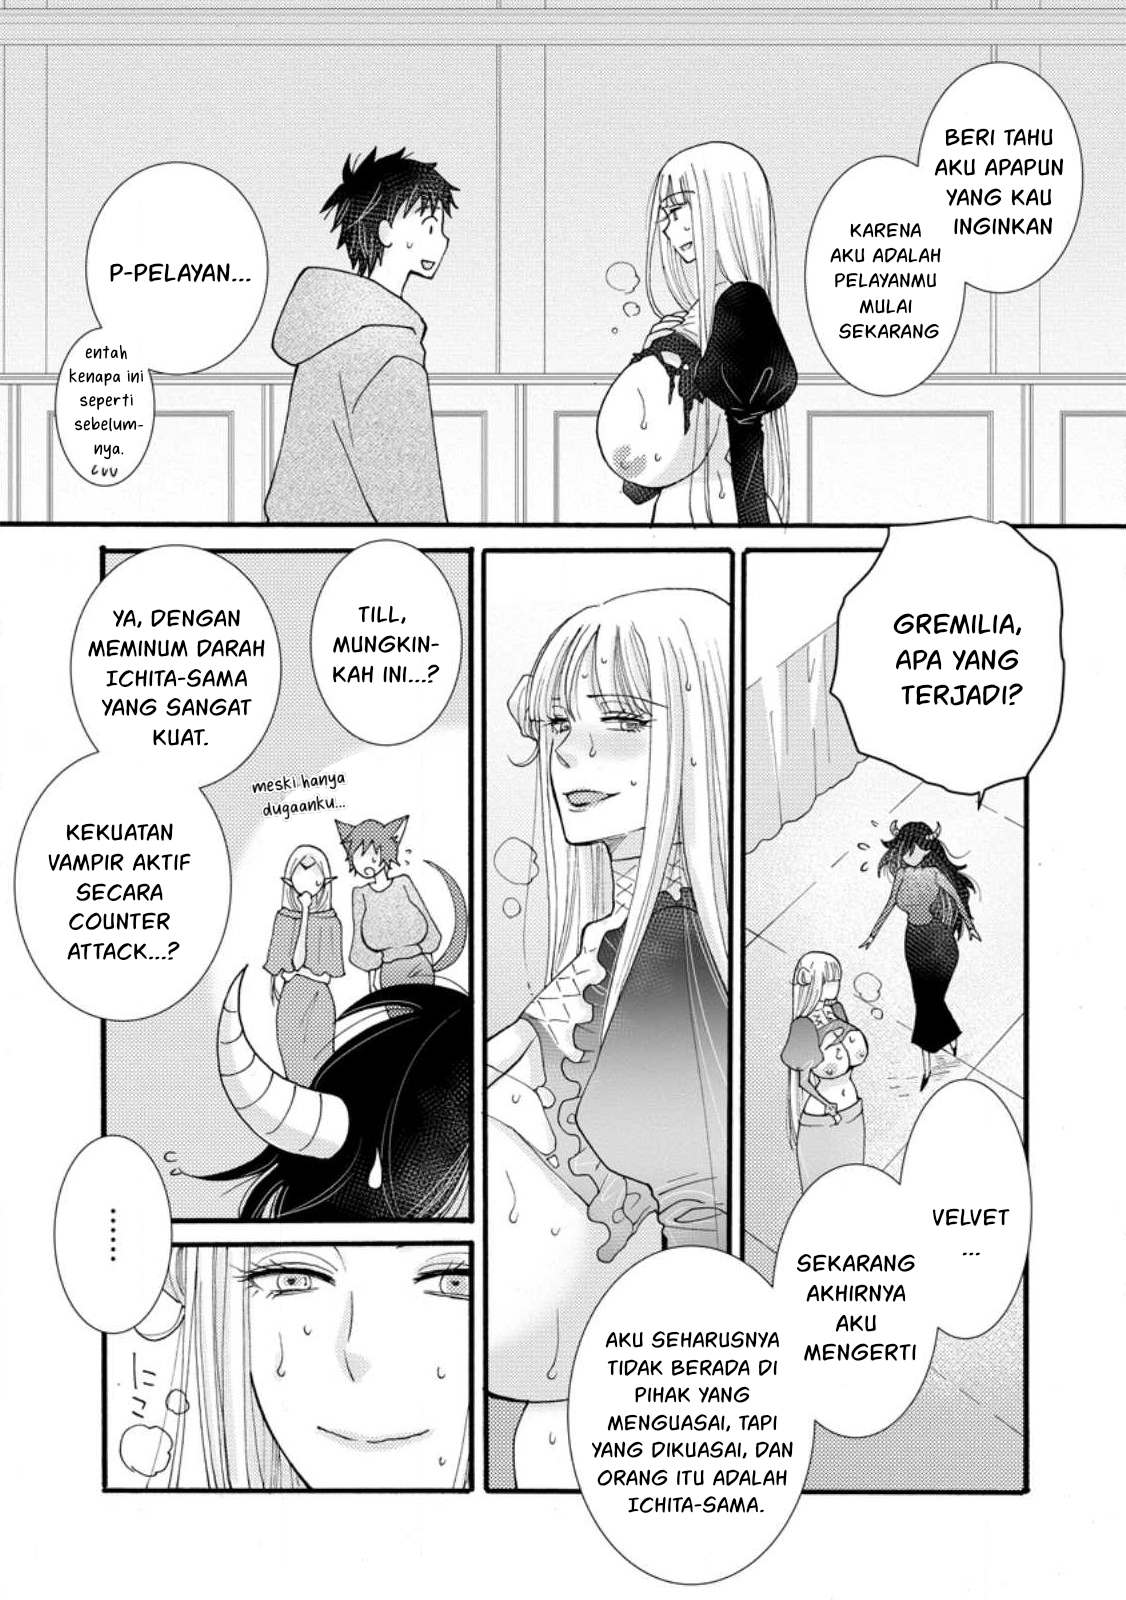 BERI TAHU
AKU APAPUN
YANG KAU
INGINKAN
KARENA
AKU ADALAH
PELAYANMU
MULAI
SEKARANG
P-PELAYAN...
entah
kenapa ini
seperti
sebelum-
nya.
GREMILIA,
APA YANG
TERJADI?
VELVET
...
SEKARANG
AKHIRNYA
AKU
MENGERTI
AKU SEHARUSNYA
TIDAK BERADA DI
PIHAK YANG
MENGUASAI, TAPI
YANG DIKUASAI, DAN
ORANG ITU ADALAH
ICHITA-SAMA.
TILL,
MUNGKIN-
KAH INI...?
YA, DENGAN
MEMINUM DARAH
ICHITA-SAMA
YANG SANGAT
KUAT.
meski hanya
dugaanku...
KEKUATAN
VAMPIR AKTIF
SECARA
COUNTER
ATTACK...?
.......
にこ